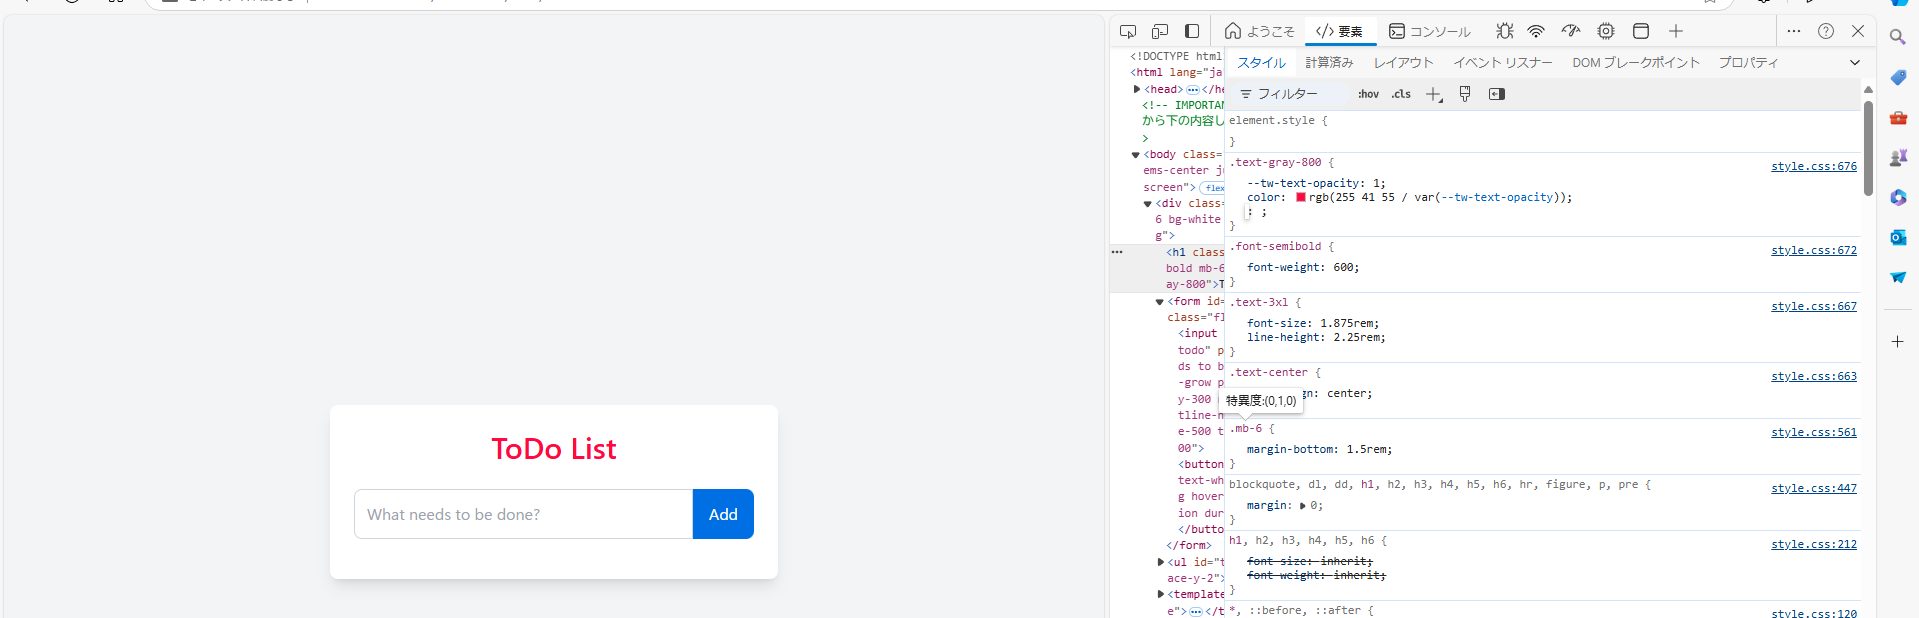 ようこそ
</> 要素
コンソール
スタイル 計算済み レイアウト イベント リスナー DOM ブレークポイント プロパティ
フィルター :hov .cls
<!DOCTYPE html
<html lang="ja
<head> </he
<!-- IMPORTAN
から下の内容し
>
<body class=
ems-center ju
screen"> flex
<div class=
6 bg-white
g">
<h1 class
bold mb-6
ay-800">T
<form id=
class="fl
<input
todo" p
ds to b
-grow p
y-300
tline-n
e-500 t
00">
<button
text-wh
g hover
ion dur
</butto
</form>
<ul id="t
ace-y-2">
<template
e"> </t
element.style {
}
.text-gray-800 { style.css:676
--tw-text-opacity: 1;
color: rgb(255 41 55 / var(--tw-text-opacity));
: ;
}
.font-semibold { style.css:672
font-weight: 600;
}
.text-3xl { style.css:667
font-size: 1.875rem;
line-height: 2.25rem;
}
.text-center { style.css:663
gn: center;
特異度:(0,1,0)
.mb-6 { style.css:561
margin-bottom: 1.5rem;
}
blockquote, dl, dd, h1, h2, h3, h4, h5, h6, hr, figure, p, pre { style.css:447
margin: 0;
}
h1, h2, h3, h4, h5, h6 { style.css:212
font-size: inherit;
font-weight: inherit;
}
*, ::before, ::after { style.css:120
ToDo List
What needs to be done?
Add